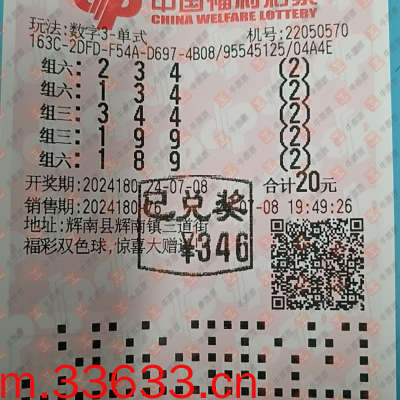 中国福利彩票
CHINA WELFARE LOTTERY
玩法:数字3-单式 机号:22050570
163C-2DFD-F54A-D697-4B08/95545125/04A4E
组六: 2 3 4 (2)
组六: 1 3 4 (2)
组三: 3 4 4 (2)
组三: 1 9 9 (2)
组六: 1 8 9 (2)
开奖期:2024180 24-07-08 合计20元
销售期:2024180 07-08 19:49:26
已兑奖
¥346
地址:辉南县辉南镇三道街
福彩双色球,惊喜大赠送
m.33633.cn